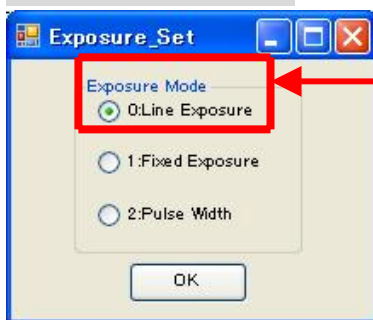 Exposure_Set
Exposure Mode
0:Line Exposure
1:Fixed Exposure
2:Pulse Width
OK